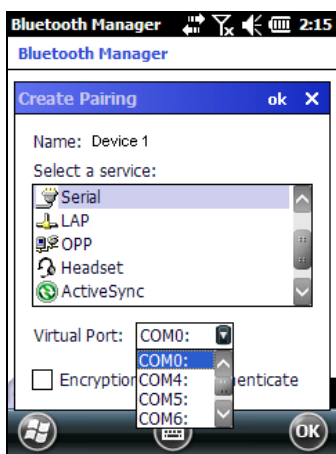 Bluetooth Manager 2:15
Bluetooth Manager
Create Pairing ok X
Name: Device 1
Select a service:
Serial
LAP
OPP
Headset
ActiveSync
Virtual Port: COM0:
COM0:
Encryption COM4: enticate
COM5:
COM6:
OK